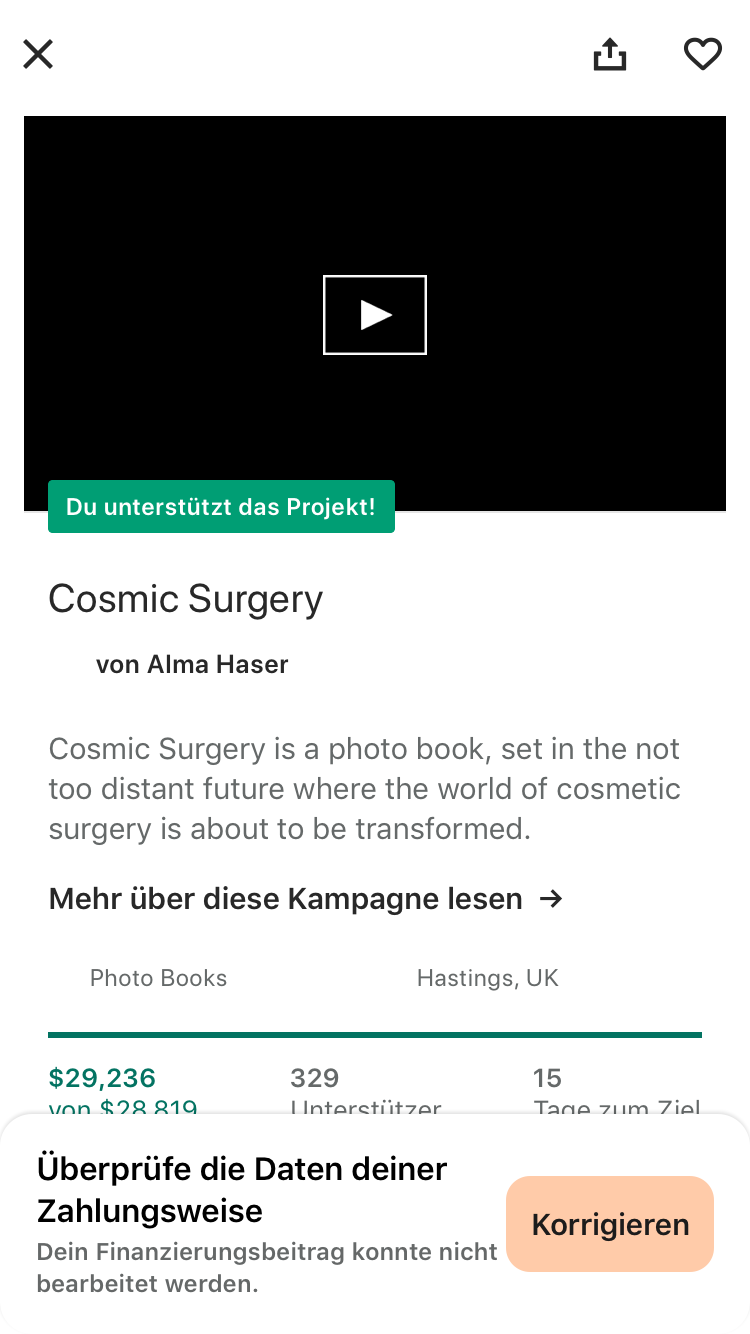 Du unterstützt das Projekt!
Cosmic Surgery
von Alma Haser
Cosmic Surgery is a photo book, set in the not
too distant future where the world of cosmetic
surgery is about to be transformed.
Mehr über diese Kampagne lesen →
Photo Books
Hastings, UK
$29,236
329
15
von $28,819
Unterstützer
Tage zum Ziel
Überprüfe die Daten deiner
Zahlungsweise
Dein Finanzierungsbeitrag konnte nicht
bearbeitet werden.
Korrigieren